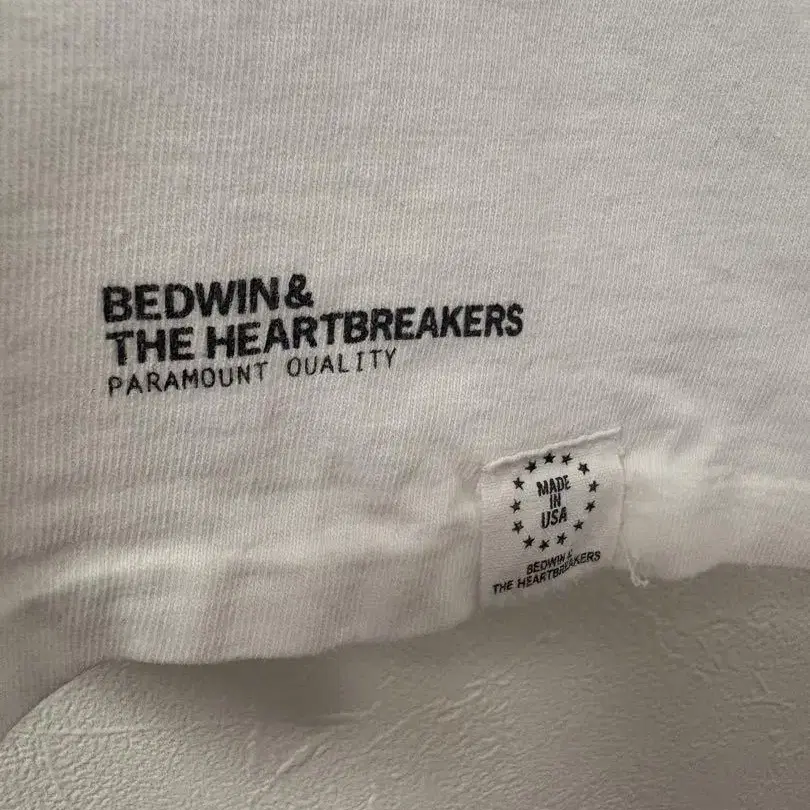 BEDWIN&
THE HEARTBREAKERS
PARAMOUNT QUALITY
MADE
IN
USA
BEDWIN &
THE HEARTBREAKERS